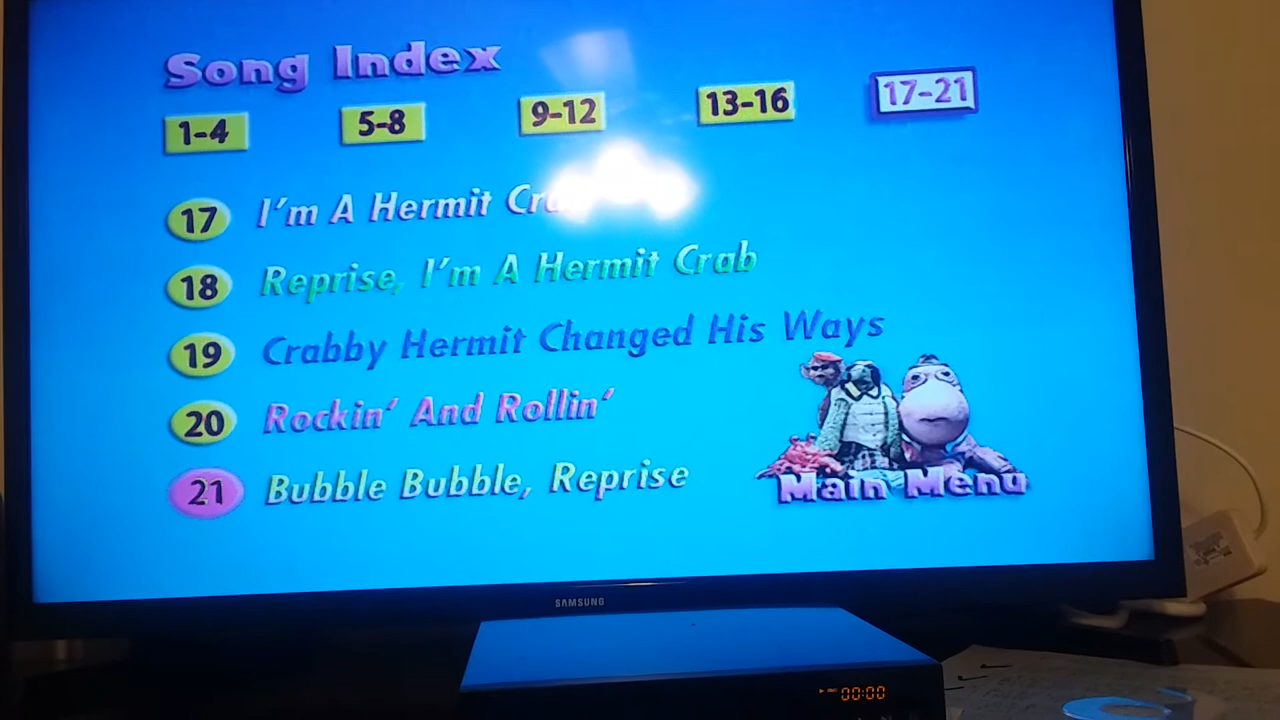 Song Index
1-4 5-8 9-12 13-16 17-21
17 I'm A Hermit
18 Reprise, I'm A Hermit Crab
19 Crabby Hermit Changed His Ways
20 Rockin' And Rollin'
21 Bubble Bubble, Reprise
Main Menu
SAMSUNG
00:00